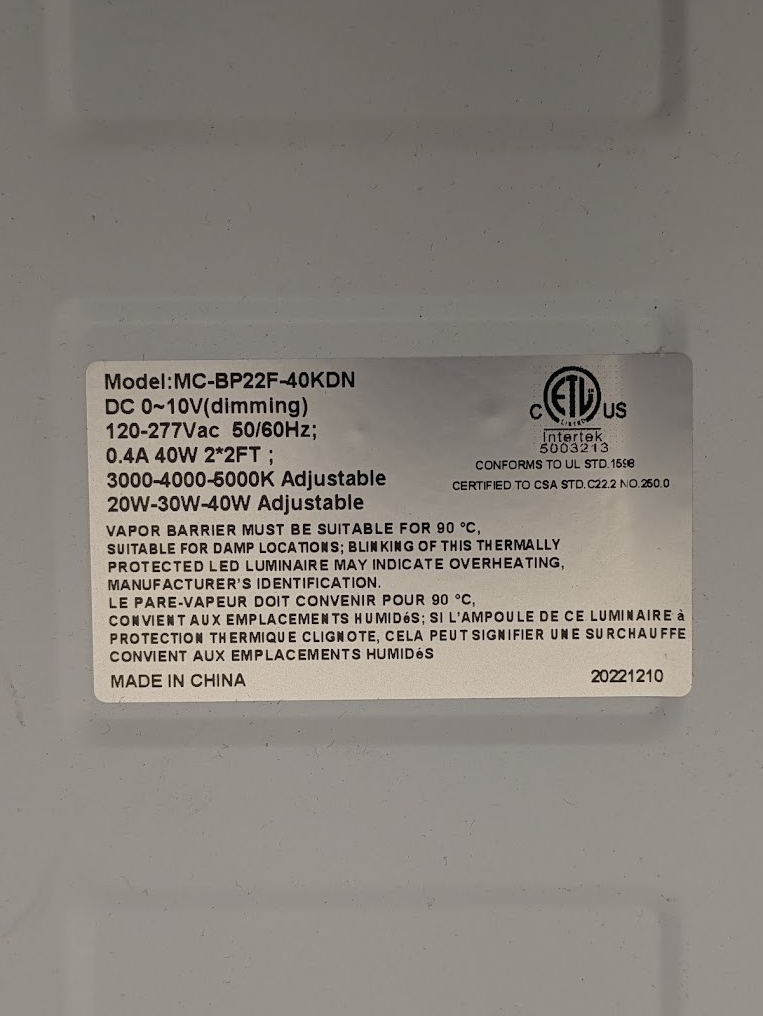 Model:MC-BP22F-40KDN
DC 0~10V(dimming)
120-277Vac 50/60Hz;
0.4A 40W 2*2FT ;
3000-4000-5000K Adjustable
20W-30W-40W Adjustable
ETL
LISTED
C US
Intertek
5003213
CONFORMS TO UL STD.1598
CERTIFIED TO CSA STD.C22.2 NO.250.0
VAPOR BARRIER MUST BE SUITABLE FOR 90 °C,
SUITABLE FOR DAMP LOCATIONS; BLINKING OF THIS THERMALLY
PROTECTED LED LUMINAIRE MAY INDICATE OVERHEATING,
MANUFACTURER'S IDENTIFICATION.
LE PARE-VAPEUR DOIT CONVENIR POUR 90 °C,
CONVIENT AUX EMPLACEMENTS HUMIDéS; SI L'AMPOULE DE CE LUMINAIRE à
PROTECTION THERMIQUE CLIGNOTE, CELA PEUT SIGNIFIER UNE SURCHAUFFE
CONVIENT AUX EMPLACEMENTS HUMIDéS
MADE IN CHINA
20221210